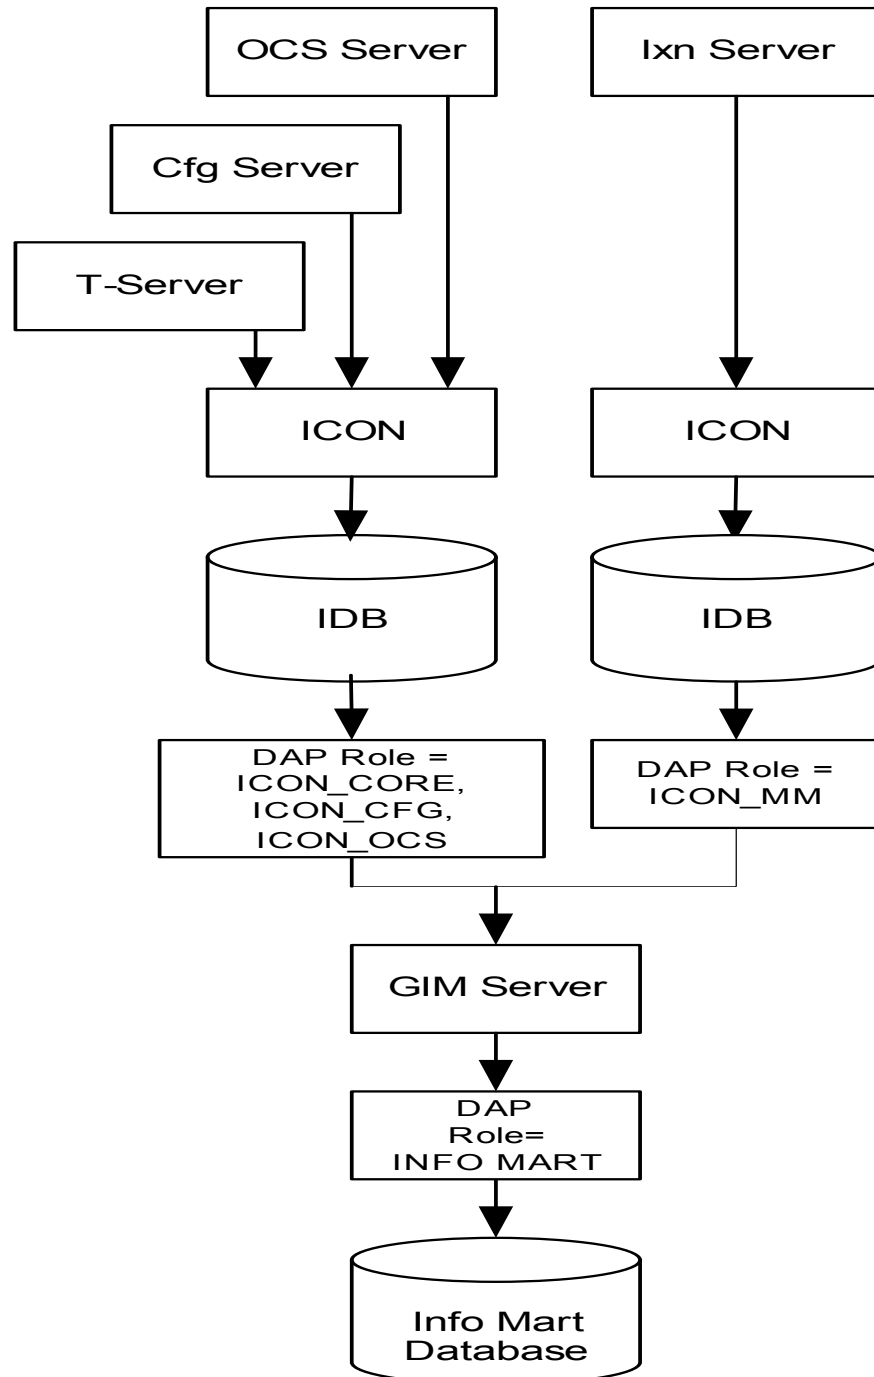 OCS Server
Ixn Server
Cfg Server
T-Server
ICON
ICON
IDB
IDB
DAP Role =
ICON_CORE,
ICON_CFG,
ICON_OCS
DAP Role =
ICON_MM
GIM Server
DAP
Role=
INFO MART
Info Mart
Database